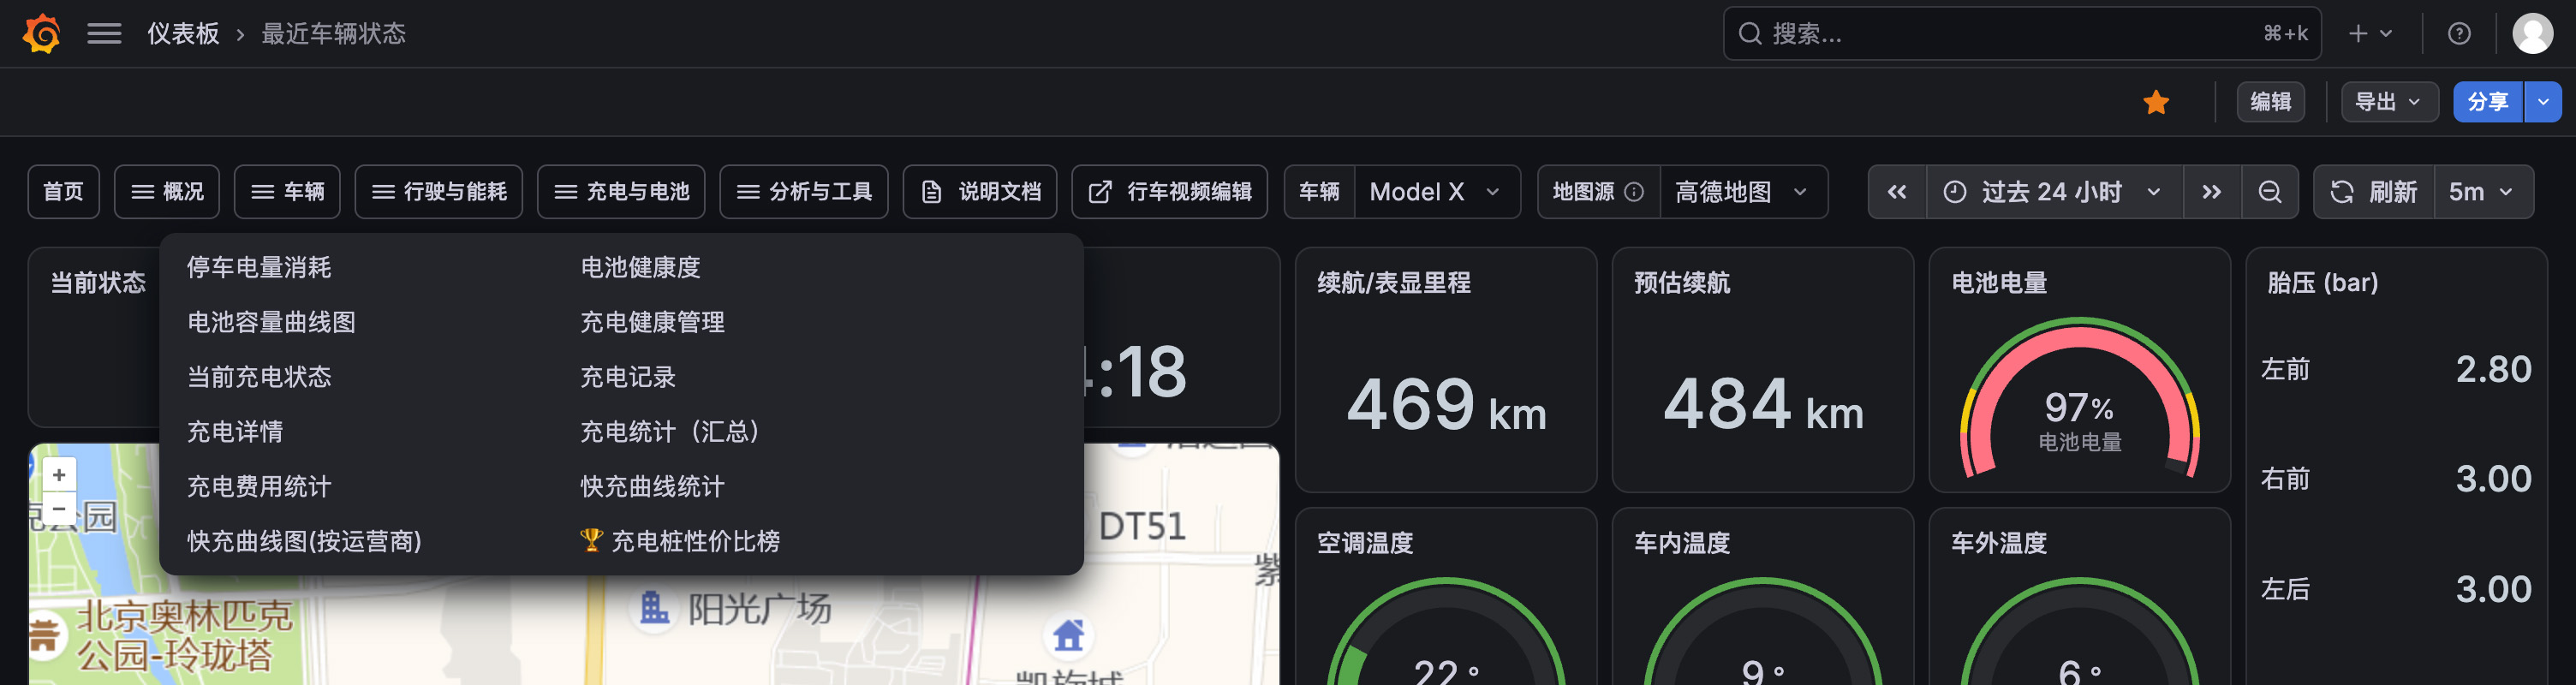 仪表板 › 最近车辆状态
搜索...
⌘+k
编辑
导出
分享
首页
概况
车辆
行驶与能耗
充电与电池
分析与工具
说明文档
行车视频编辑
车辆
Model X
地图源
高德地图
过去 24 小时
刷新
5m
当前状态
停车电量消耗
电池健康度
电池容量曲线图
充电健康管理
当前充电状态
充电记录
充电详情
充电统计（汇总）
充电费用统计
快充曲线统计
快充曲线图(按运营商)
🏆 充电桩性价比榜
:18
续航/表显里程
469 km
预估续航
484 km
电池电量
97%
电池电量
胎压 (bar)
左前
2.80
右前
3.00
左后
3.00
空调温度
22 °
车内温度
9 °
车外温度
6 °
+
−
克公园
北京奥林匹克
公园-玲珑塔
阳光广场
DT51
紫
凯旋城